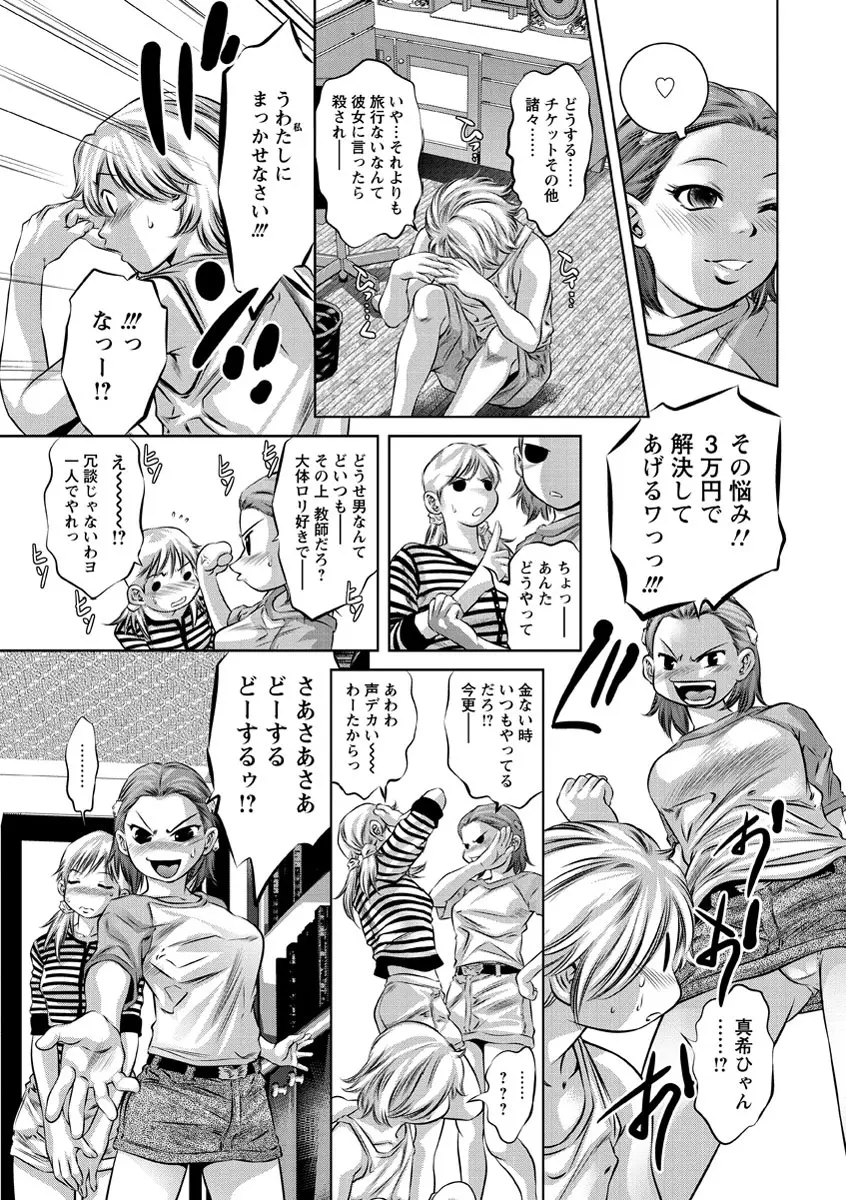 ♡
どうする……
チケットその他
諸々……
いや…それよりも
旅行ないなんて
彼女に言ったら
殺され――
うわたしに
私
まっかせなさい!!!
!!!っ
なっー!?
その悩み!!
3万円で
解決して
あげるワっっ!!!
ちょっ――
あんた
どうやって
どうせ男なんて
どいつも――
その上 教師だろ?
大体ロリ好きで――
え〜〜〜〜!?
冗談じゃないわヨ
一人でやれっ
ヒソ
ヒソ
ヒソ
ヒソ
おお
おお
真希ひゃん
……!?
金ない時
いつもやってる
だろ!?
今更――
あわわ
声デカい〜〜
わーたからっ
……
???
さあさあさあ
どーする
どーするゥ!?
……